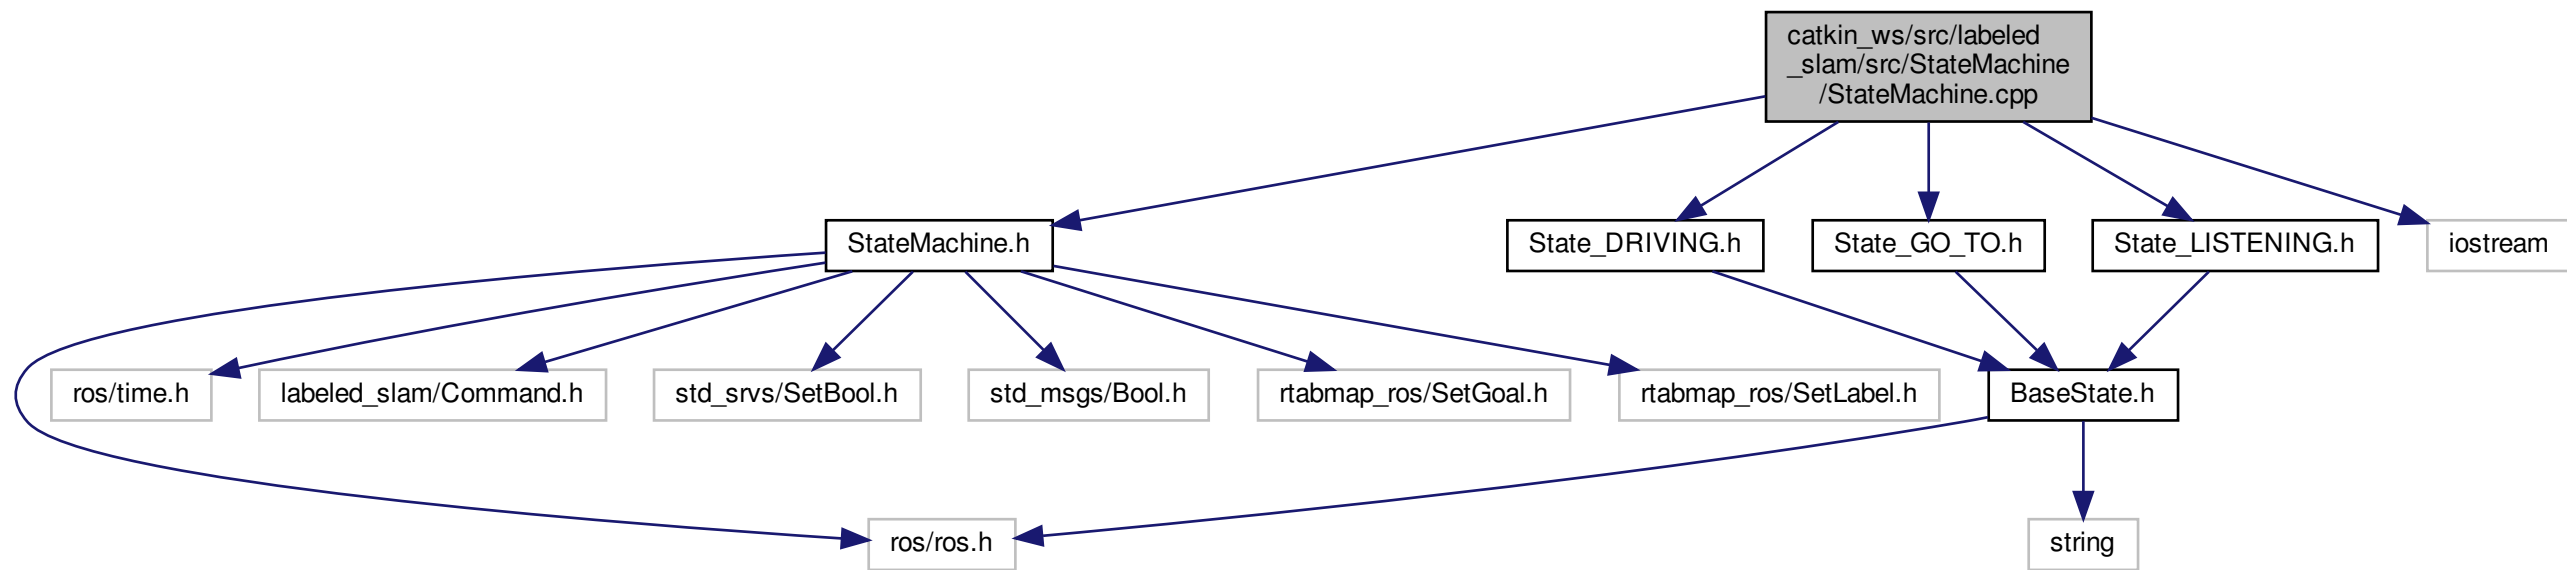 catkin_ws/src/labeled
_slam/src/StateMachine
/StateMachine.cpp
StateMachine.h
State_DRIVING.h
State_GO_TO.h
State_LISTENING.h
iostream
ros/time.h
labeled_slam/Command.h
std_srvs/SetBool.h
std_msgs/Bool.h
rtabmap_ros/SetGoal.h
rtabmap_ros/SetLabel.h
BaseState.h
ros/ros.h
string